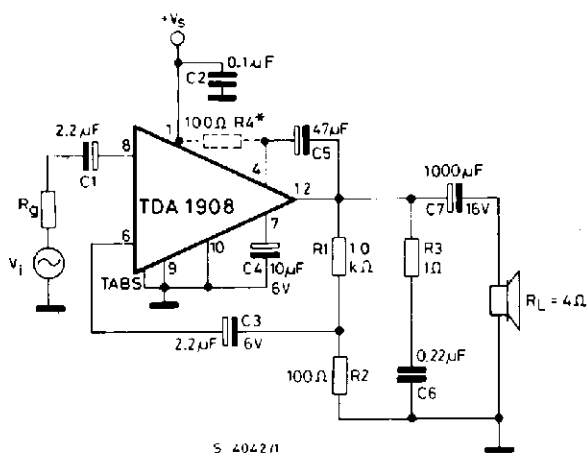 +Vs
0.1µF
C2
1
100Ω R4*
47µF
C5
2.2µF
8
C1
4
12
1000µF
C7
16V
Rg
TDA 1908
7
R1
10
kΩ
R3
1Ω
6
10
C4
10µF
6V
Vi
TABS
9
RL = 4Ω
C3
2.2µF
6V
100Ω
R2
0.22µF
C6
S 4042/1